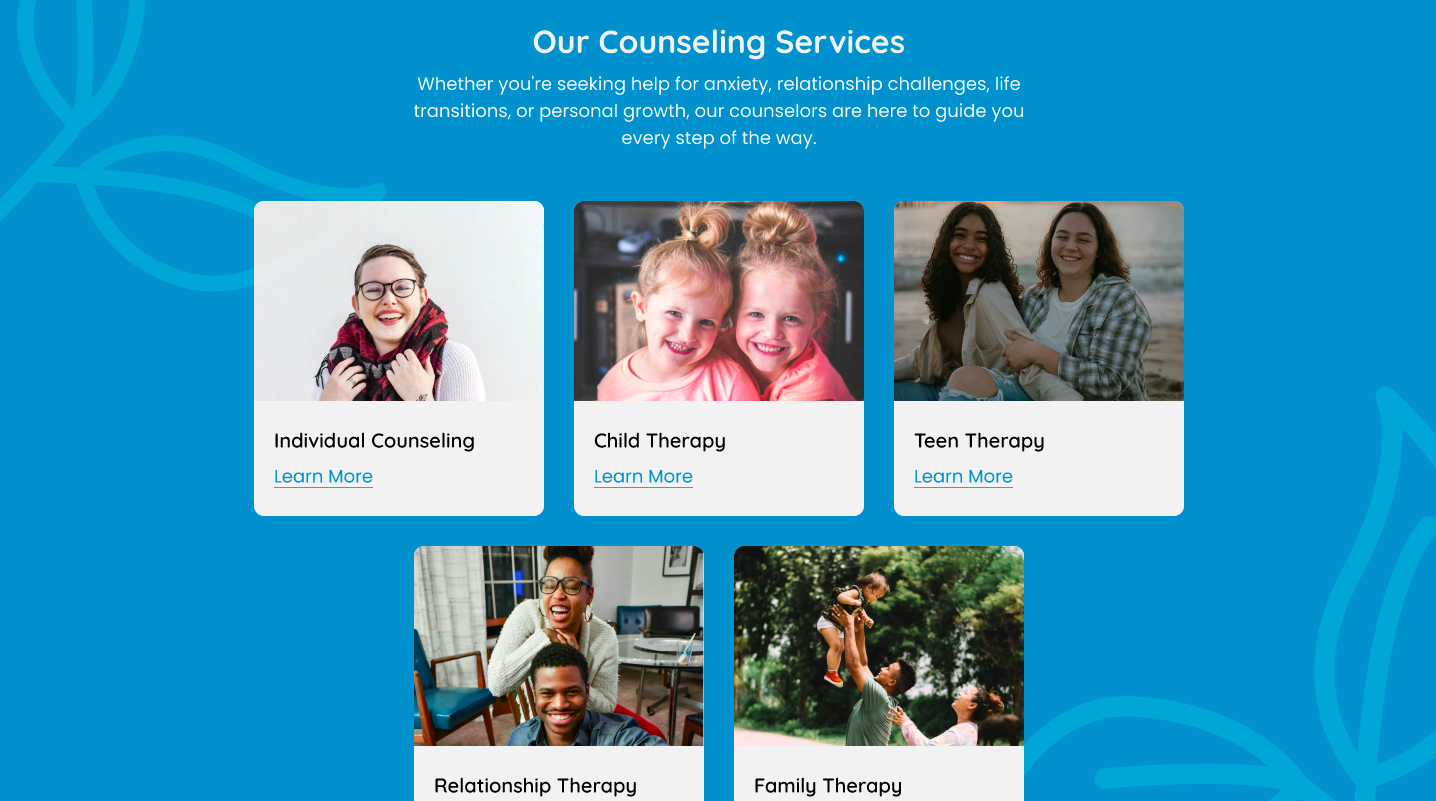 Our Counseling Services
Whether you're seeking help for anxiety, relationship challenges, life
transitions, or personal growth, our counselors are here to guide you
every step of the way.
Individual Counseling
Learn More
Child Therapy
Learn More
Teen Therapy
Learn More
Relationship Therapy
Family Therapy